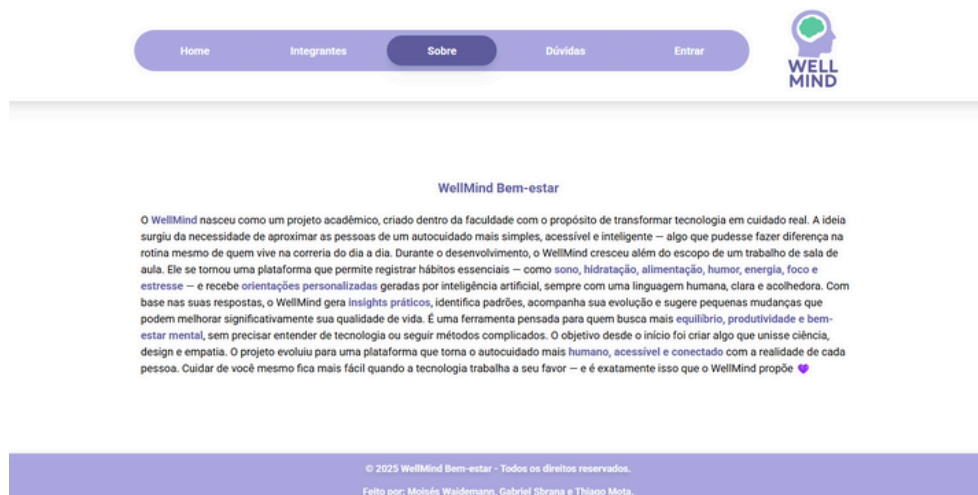 Home
Integrantes
Sobre
Dúvidas
Entrar
WELL
MIND
WellMind Bem-estar
O WellMind nasceu como um projeto acadêmico, criado dentro da faculdade com o propósito de transformar tecnologia em cuidado real. A ideia
surgiu da necessidade de aproximar as pessoas de um autocuidado mais simples, acessível e inteligente — algo que pudesse fazer diferença na
rotina mesmo de quem vive na correria do dia a dia. Durante o desenvolvimento, o WellMind cresceu além do escopo de um trabalho de sala de
aula. Ele se tornou uma plataforma que permite registrar hábitos essenciais — como sono, hidratação, alimentação, humor, energia, foco e
estresse — e recebe orientações personalizadas geradas por inteligência artificial, sempre com uma linguagem humana, clara e acolhedora. Com
base nas suas respostas, o WellMind gera insights práticos, identifica padrões, acompanha sua evolução e sugere pequenas mudanças que
podem melhorar significativamente sua qualidade de vida. É uma ferramenta pensada para quem busca mais equilíbrio, produtividade e bem-
estar mental, sem precisar entender de tecnologia ou seguir métodos complicados. O objetivo desde o início foi criar algo que unisse ciência,
design e empatia. O projeto evoluiu para uma plataforma que torna o autocuidado mais humano, acessível e conectado com a realidade de cada
pessoa. Cuidar de você mesmo fica mais fácil quando a tecnologia trabalha a seu favor — e é exatamente isso que o WellMind propõe 💜
© 2025 WellMind Bem-estar - Todos os direitos reservados.
Feito por: Moisés Waidemann, Gabriel Sbrana e Thiago Mota.